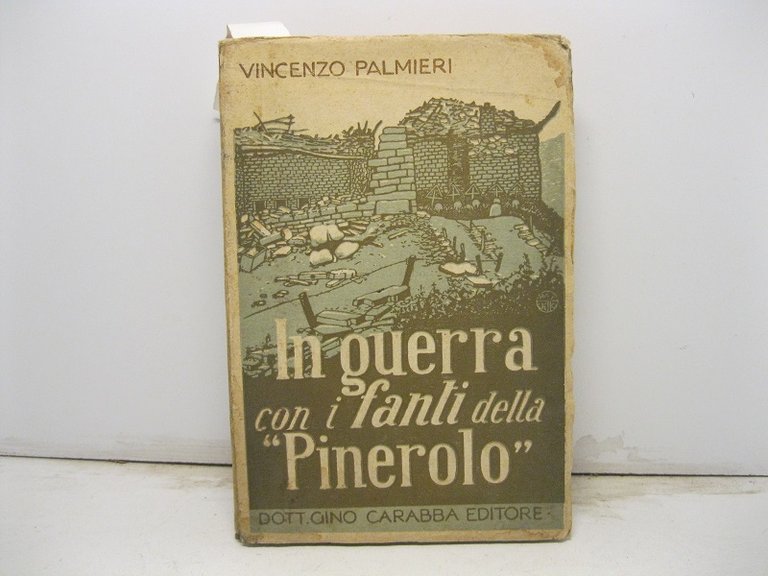 VINCENZO PALMIERI
In guerra
con i fanti della
"Pinerolo"
DOTT. GINO CARABBA EDITORE-